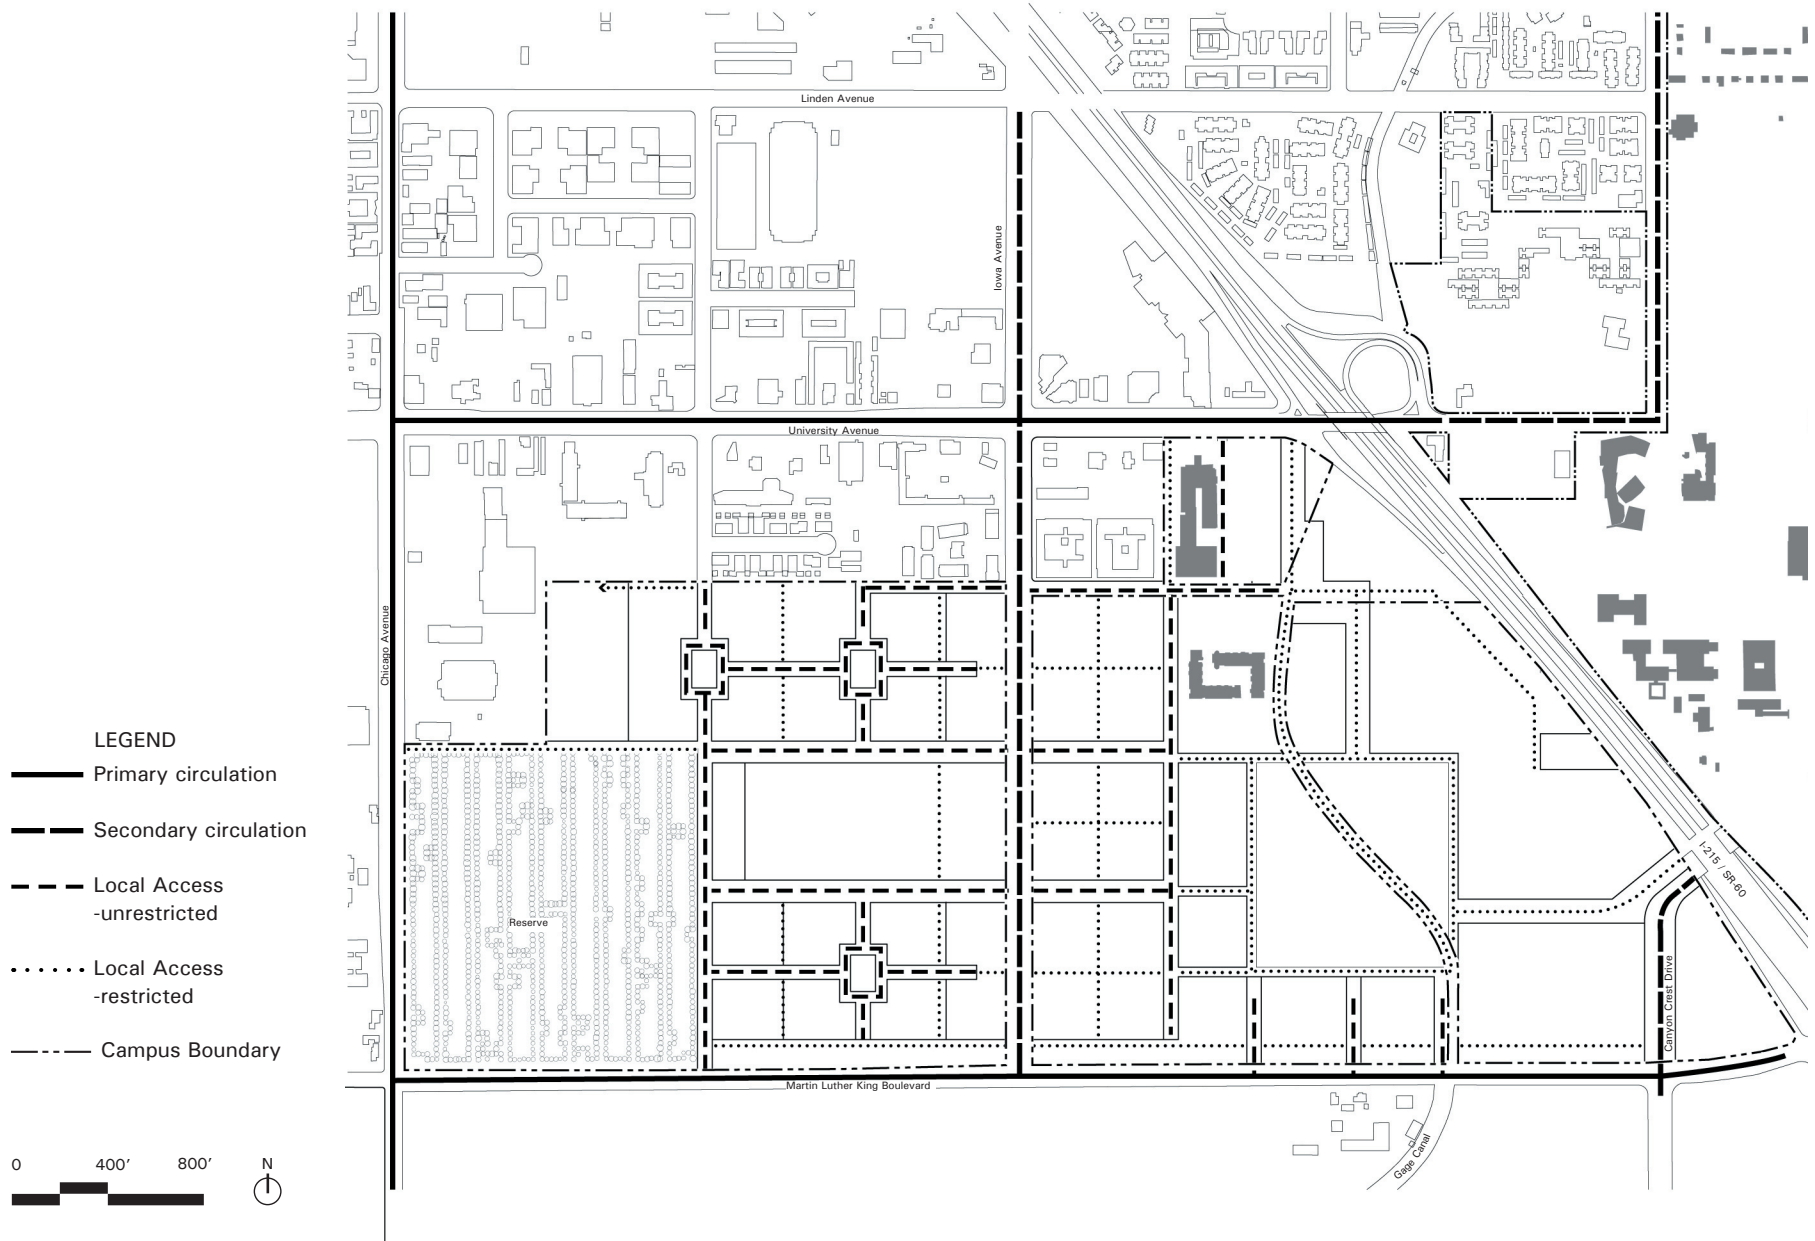 Linden Avenue
Iowa Avenue
University Avenue
Chicago Avenue
LEGEND
Primary circulation
Secondary circulation
Local Access
-unrestricted
Local Access
-restricted
Campus Boundary
Reserve
I-215 / SR-60
Canyon Crest Drive
Martin Luther King Boulevard
Gage Canal
0 400’ 800’ N